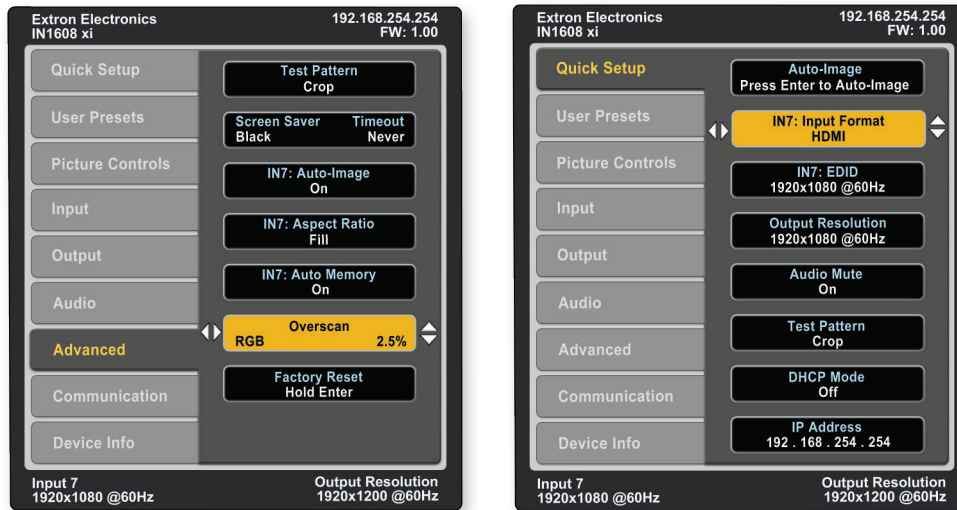 Extron Electronics
IN1608 xi
192.168.254.254
FW: 1.00
Quick Setup
User Presets
Picture Controls
Input
Output
Audio
Advanced
Communication
Device Info
Test Pattern
Crop
Screen Saver Timeout
Black Never
IN7: Auto-Image
On
IN7: Aspect Ratio
Fill
IN7: Auto Memory
On
Overscan
RGB 2.5%
Factory Reset
Hold Enter
Input 7
1920x1080 @60Hz
Output Resolution
1920x1200 @60Hz
Extron Electronics
IN1608 xi
192.168.254.254
FW: 1.00
Quick Setup
User Presets
Picture Controls
Input
Output
Audio
Advanced
Communication
Device Info
Auto-Image
Press Enter to Auto-Image
IN7: Input Format
HDMI
IN7: EDID
1920x1080 @60Hz
Output Resolution
1920x1080 @60Hz
Audio Mute
On
Test Pattern
Crop
DHCP Mode
Off
IP Address
192 . 168 . 254 . 254
Input 7
1920x1080 @60Hz
Output Resolution
1920x1200 @60Hz